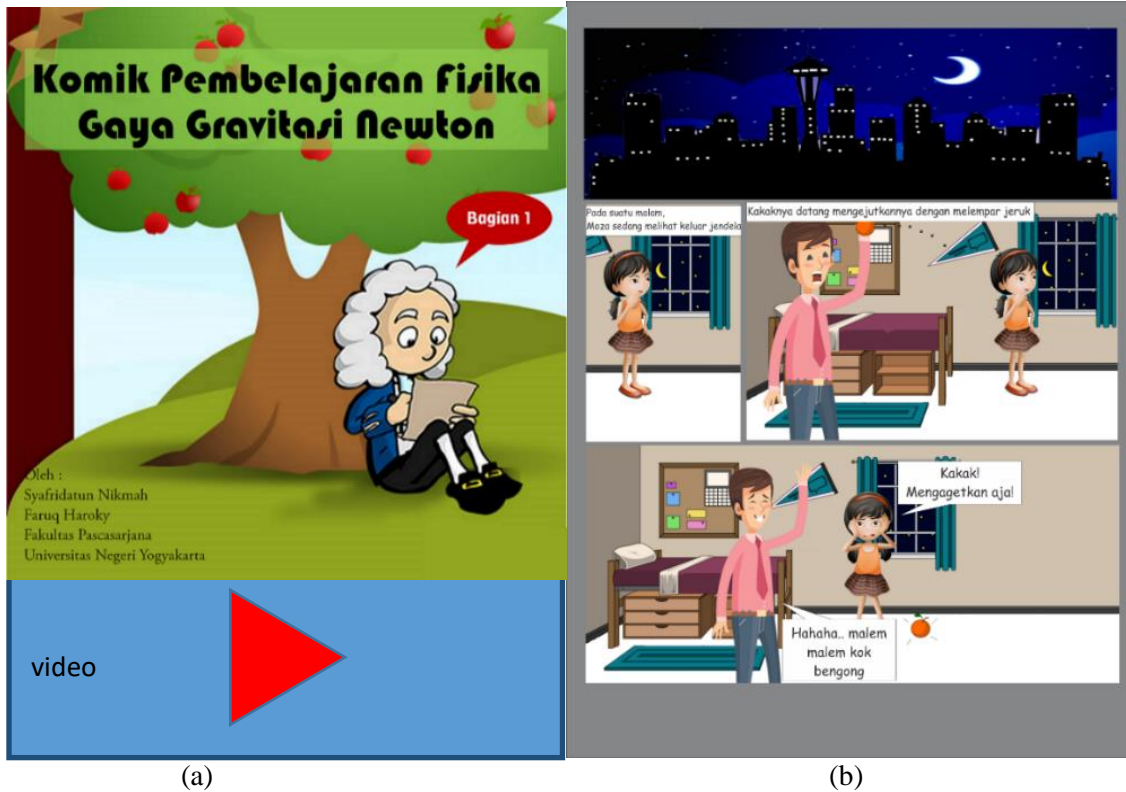 Komik Pembelajaran Fisika
Gaya Gravitasi Newton
Bagian 1
Oleh :
Syafridatun Nikmah
Faruq Haroky
Fakultas Pascasarjana
Universitas Negeri Yogyakarta
video
(a)
Pada suatu malam,
Maza sedang melihat keluar jendela
Kakaknya datang mengejutkannya dengan melempar jeruk
Kakak!
Mengagetkan aja!
Hahaha.. malem
malem kok
bengong
(b)